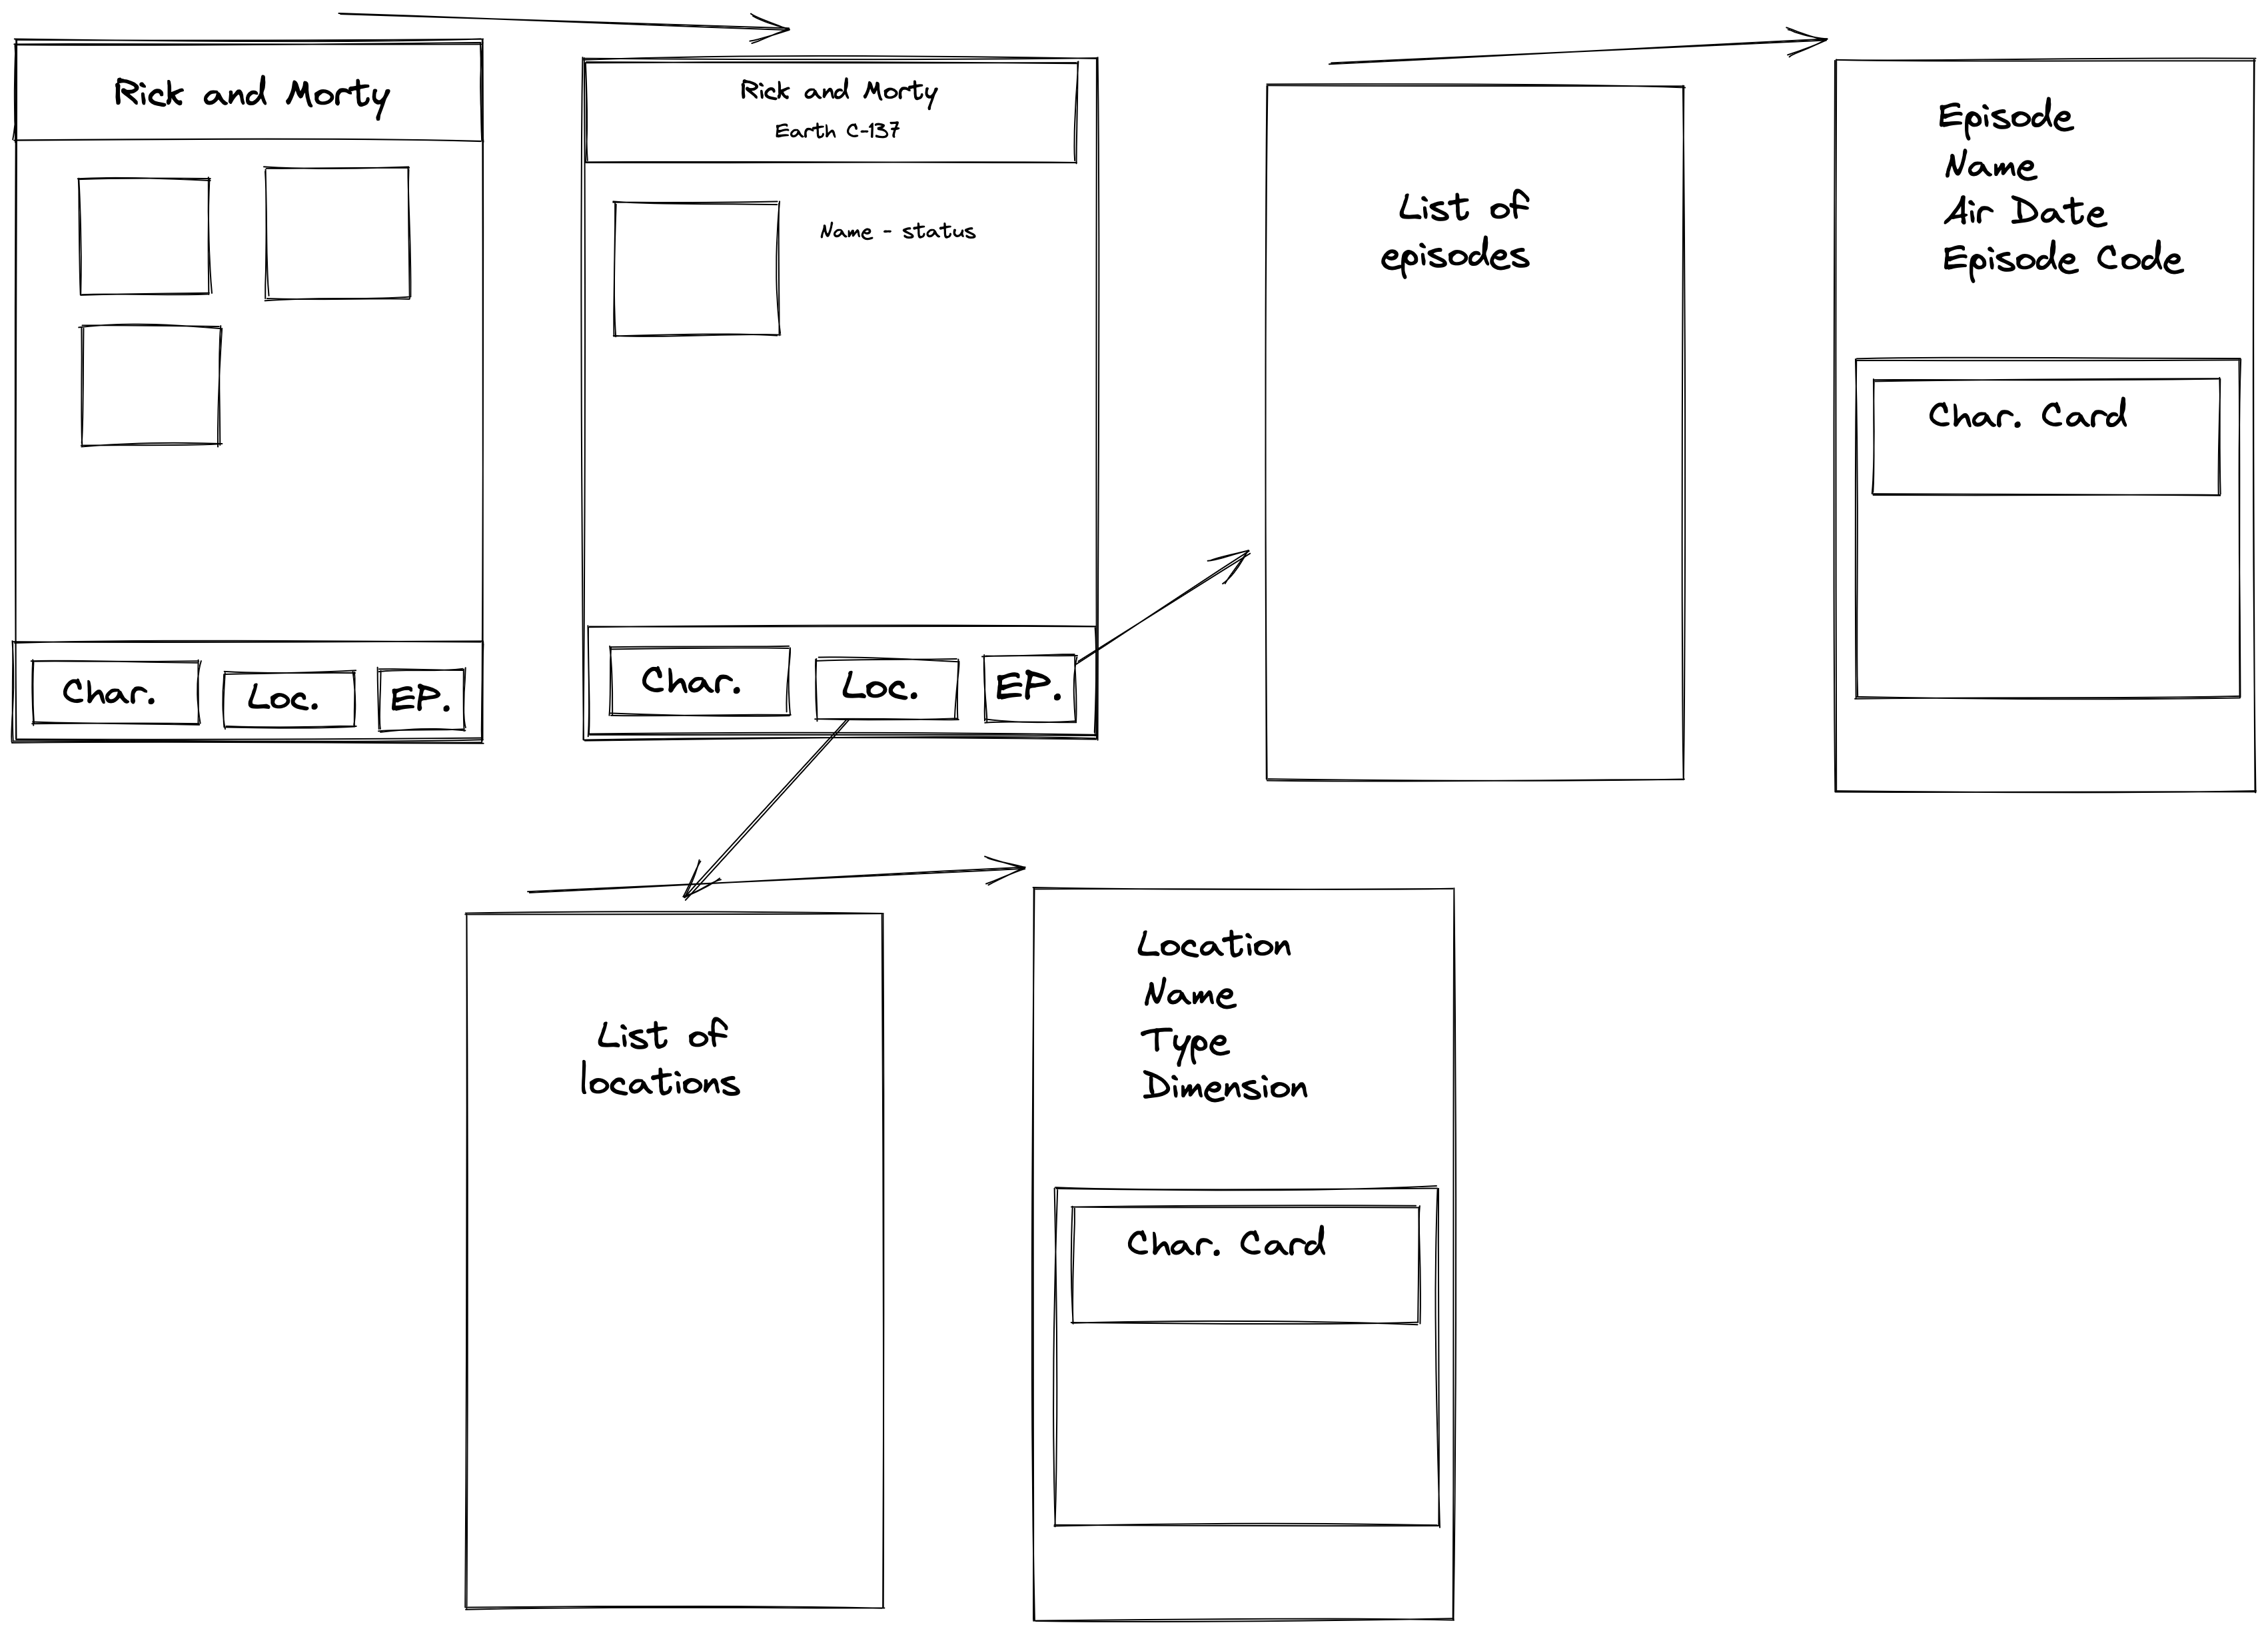 Rick and Morty
Char.
Loc.
EP.
Rick and Morty
Earth C-137
Name - status
Char.
Loc.
EP.
List of
episodes
Episode
Name
Air Date
Episode Code
Char. Card
List of
locations
Location
Name
Type
Dimension
Char. Card